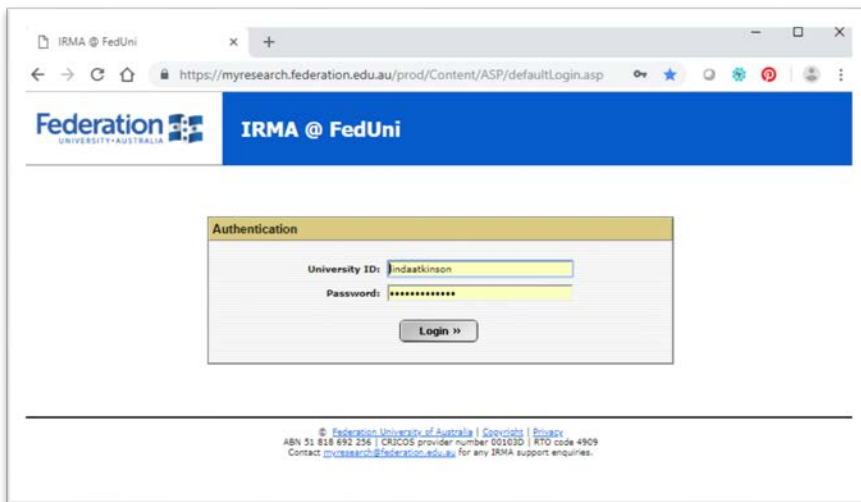 IRMA @ FedUni
https://myresearch.federation.edu.au/prod/Content/ASP/defaultLogin.asp
Federation
UNIVERSITY•AUSTRALIA
IRMA @ FedUni
Authentication
University ID: lindaatkinson
Password: •••••••••••••
Login »
© Federation University of Australia | Copyright | Privacy
ABN 51 818 692 256 | CRICOS provider number 00103D | RTO code 4909
Contact myresearch@federation.edu.au for any IRMA support enquiries.